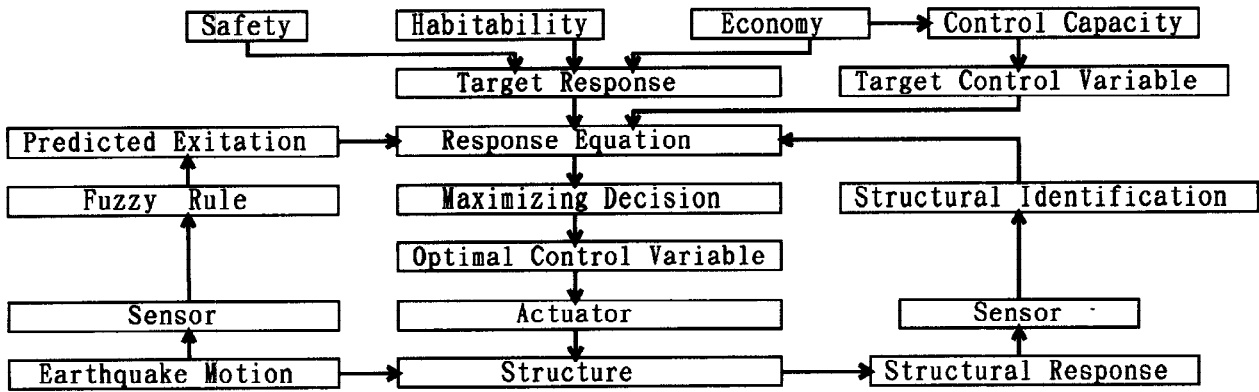 Safety
Habitability
Economy
Control Capacity
Target Response
Target Control Variable
Predicted Exitation
Response Equation
Fuzzy Rule
Maximizing Decision
Structural Identification
Optimal Control Variable
Sensor
Actuator
Sensor
Earthquake Motion
Structure
Structural Response